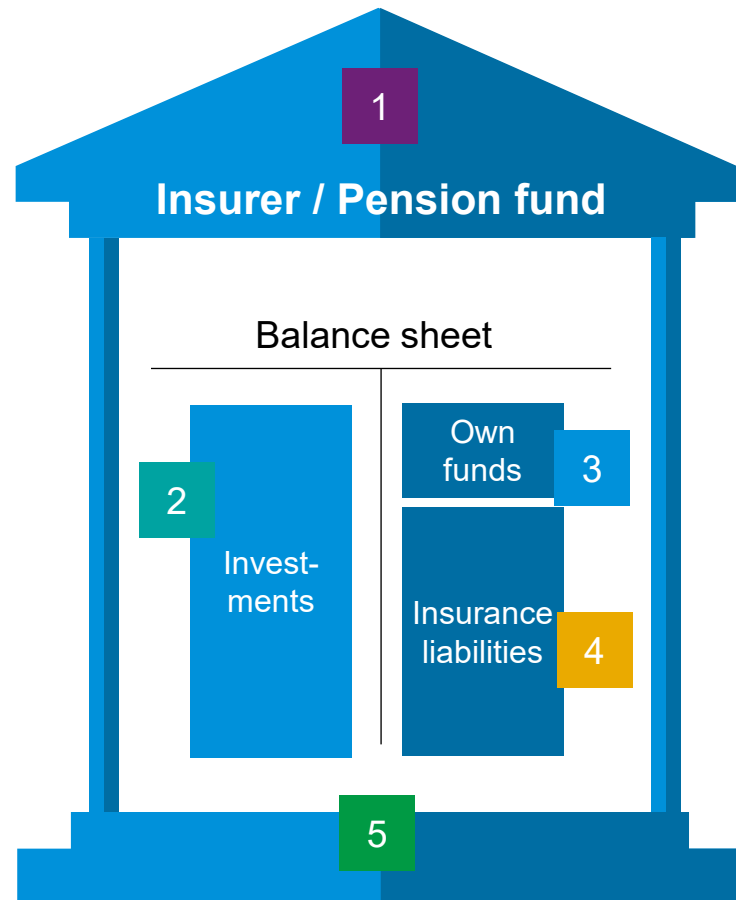 1
Insurer / Pension fund
Balance sheet
2
Invest-
ments
Own
funds
3
Insurance
liabilities
4
5